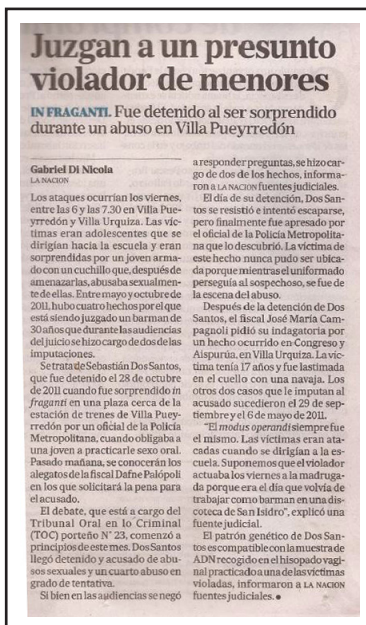 Juzgan a un presunto
violador de menores
IN FRAGANTI. Fue detenido al ser sorprendido
durante un abuso en Villa Pueyrredón
Gabriel Di Nicola
LA NACION
Los ataques ocurrían los viernes,
entre las 6 y las 7.30 en Villa Pue-
yrredón y Villa Urquiza. Las víc-
timas eran adolescentes que se
dirigían hacia la escuela y eran
sorprendidas por un joven arma-
do con un cuchillo que, después de
amenazarlas, abusaba sexualmen-
te de ellas. Entre mayo y octubre de
2011, hubo cuatro hechos por el que
está siendo juzgado un barman de
30 años que durante las audiencias
del juicio se hizo cargo de dos de las
imputaciones.
Se trata de Sebastián Dos Santos,
que fue detenido el 28 de octubre
de 2011 cuando fue sorprendido in
fraganti en una plaza cerca de la
estación de trenes de Villa Puey-
rredón por un oficial de la Policía
Metropolitana, cuando obligaba a
una joven a practicarle sexo oral.
Pasado mañana, se conocerán los
alegatos de la fiscal Dafne Palópoli
en los que solicitará la pena para
el acusado.
El debate, que está a cargo del
Tribunal Oral en lo Criminal
(TOC) porteño N° 23, comenzó a
principios de este mes. Dos Santos
llegó detenido y acusado de abu-
sos sexuales y un cuarto abuso en
grado de tentativa.
Si bien en las audiencias se negó
a responder preguntas, se hizo car-
go de dos de los hechos, informa-
ron a LA NACION fuentes judiciales.
El día de su detención, Dos San-
tos se resistió e intentó escaparse,
pero finalmente fue apresado por
el oficial de la Policía Metropolita-
na que lo descubrió. La víctima de
este hecho nunca pudo ser ubica-
da porque mientras el uniformado
perseguía al sospechoso, se fue de
la escena del abuso.
Después de la detención de Dos
Santos, el fiscal José María Cam-
pagnoli pidió su indagatoria por
un hecho ocurrido en Congreso y
Aispurúa, en Villa Urquiza. La víc-
tima tenía 17 años y fue lastimada
en el cuello con una navaja. Los
otros dos casos que le imputan al
acusado sucedieron el 29 de sep-
tiembre y el 6 de mayo de 2011.
"El modus operandi siempre fue
el mismo. Las víctimas eran ata-
cadas cuando se dirigían a la es-
cuela. Suponemos que el violador
actuaba los viernes a la madruga-
da porque era el día que volvía de
trabajar como barman en una dis-
coteca de San Isidro", explicó una
fuente judicial.
El patrón genético de Dos San-
tos es compatible con la muestra de
ADN recogido en el hisopado vagi-
nal practicado a una de las víctimas
violadas, informaron a LA NACION
fuentes judiciales. ●